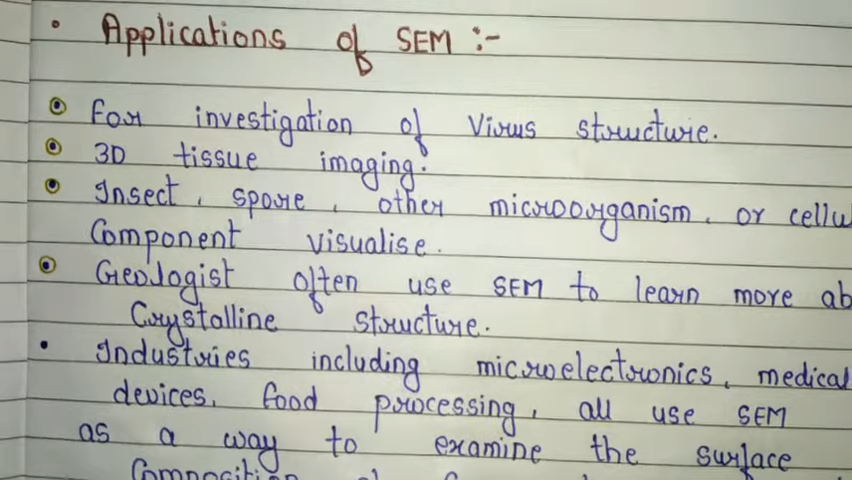 • Applications of SEM :-
For investigation of Virus structure.
3D tissue imaging.
Insect, spore, other microorganism, or cellu
Component visualise.
Geologist often use SEM to learn more ab
Crystalline structure.
• Industries including microelectronics, medical
devices, food processing, all use SEM
as a way to examine the surface
Composition of